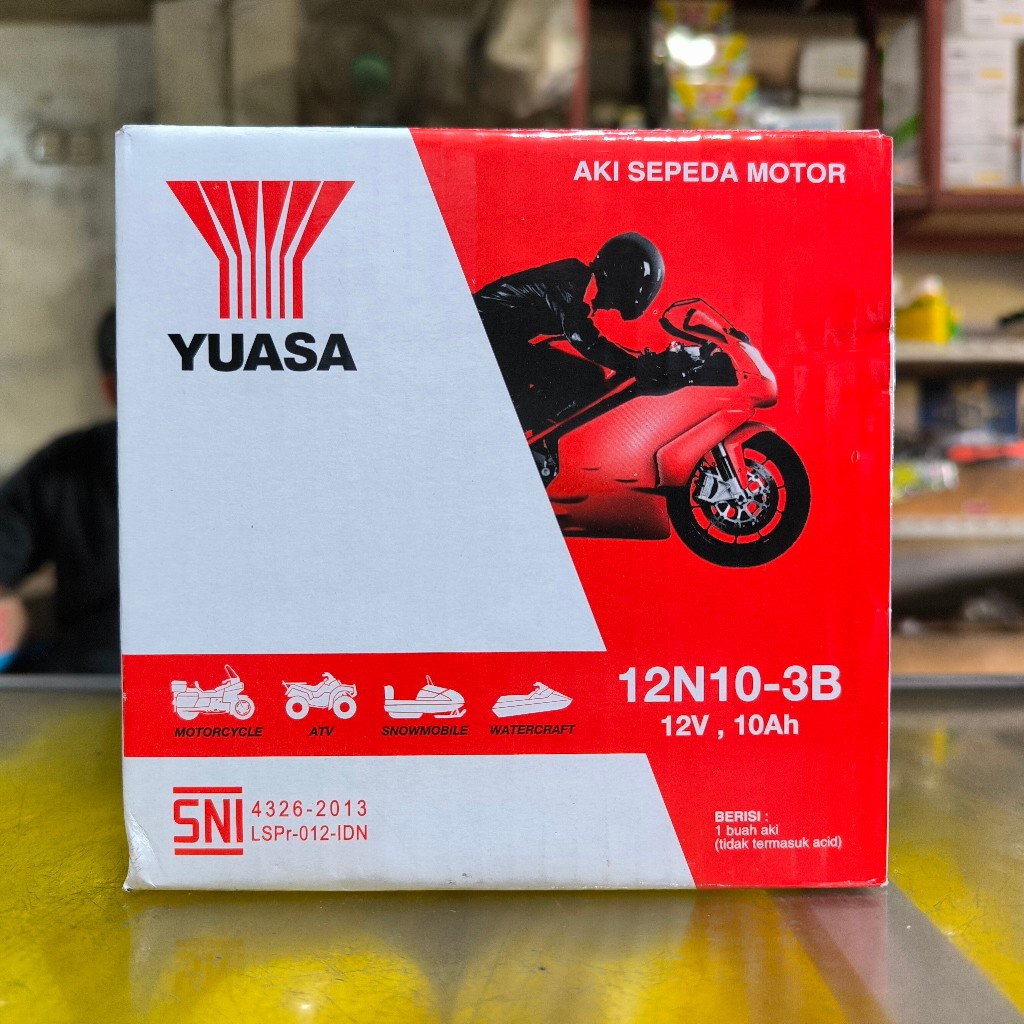 AKI SEPEDA MOTOR
YUASA
12N10-3B
12V , 10Ah
MOTORCYCLE
ATV
SNOWMOBILE
WATERCRAFT
SNI
4326-2013
LSPr-012-IDN
BERISI :
1 buah aki
(tidak termasuk acid)